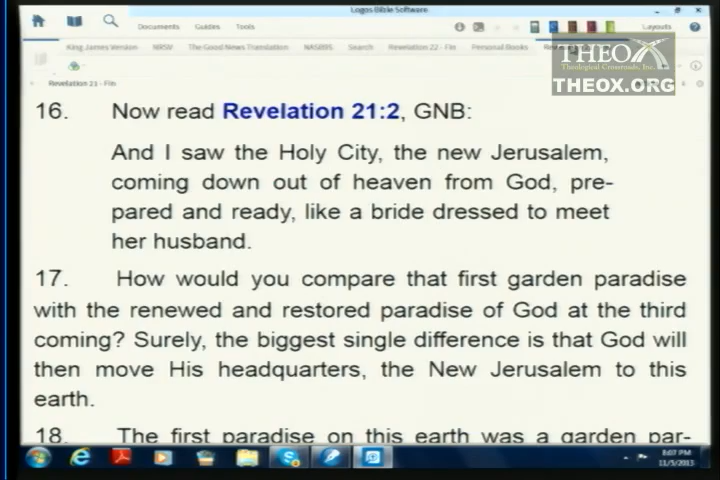 Logos Bible Software
Documents Guides Tools Layouts
King James Version NRSV The Good News Translation NASB95 Search Revelation 22 - Fin Personal Books
THEOX
Theological Crossroads, Inc.
THEOX.ORG
Revelation 21 - Fin
16. Now read Revelation 21:2, GNB:
And I saw the Holy City, the new Jerusalem,
coming down out of heaven from God, pre-
pared and ready, like a bride dressed to meet
her husband.
17. How would you compare that first garden paradise
with the renewed and restored paradise of God at the third
coming? Surely, the biggest single difference is that God will
then move His headquarters, the New Jerusalem to this
earth.
18. The first paradise on this earth was a garden par-
8:07 PM
11/5/2013